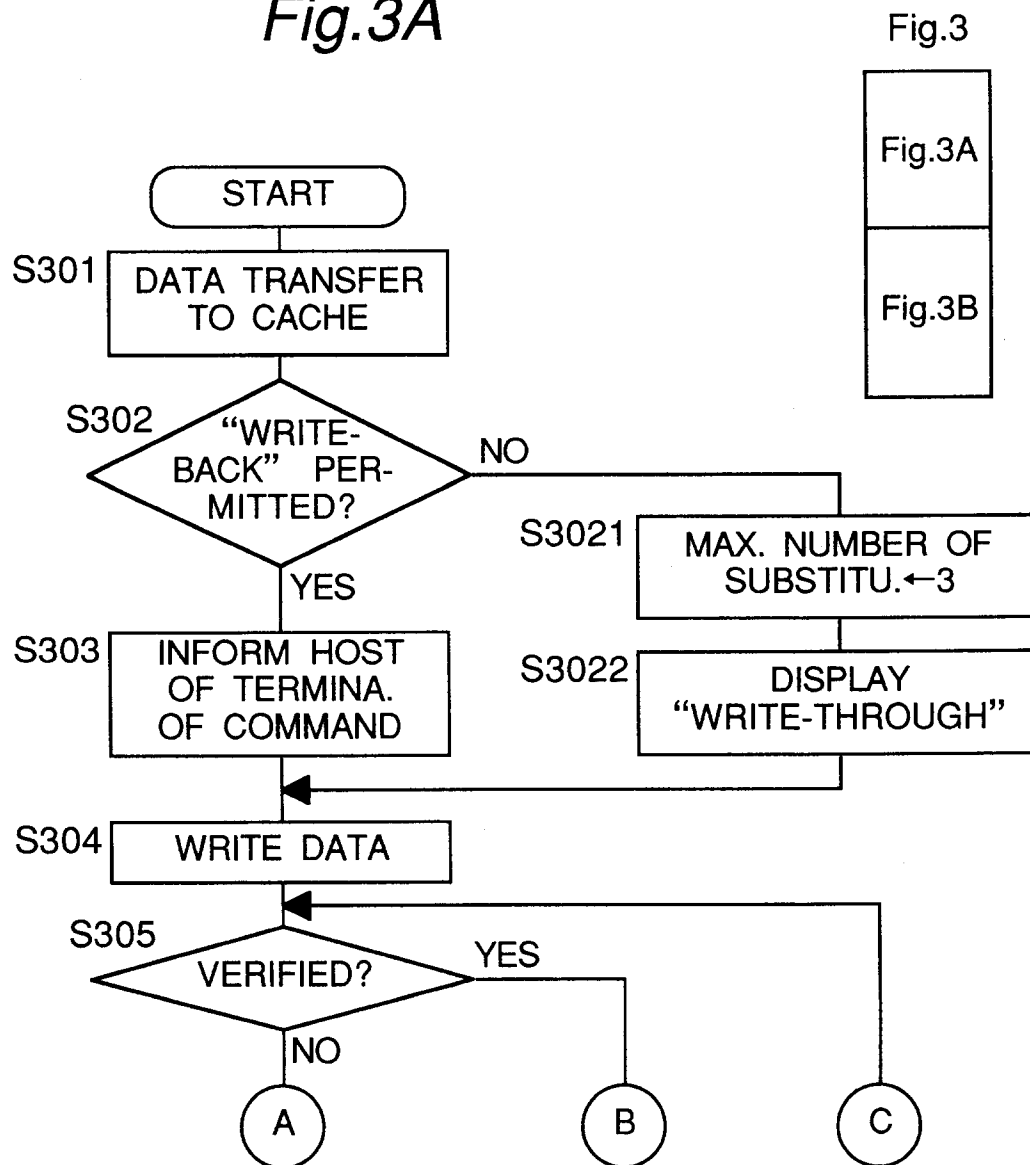 Fig.3A
Fig.3
Fig.3A
Fig.3B
START
S301
DATA TRANSFER
TO CACHE
S302
“WRITE-
BACK” PER-
MITTED?
NO
YES
S3021
MAX. NUMBER OF
SUBSTITU.←3
S303
INFORM HOST
OF TERMINA.
OF COMMAND
S3022
DISPLAY
“WRITE-THROUGH”
S304
WRITE DATA
S305
VERIFIED?
YES
NO
A
B
C